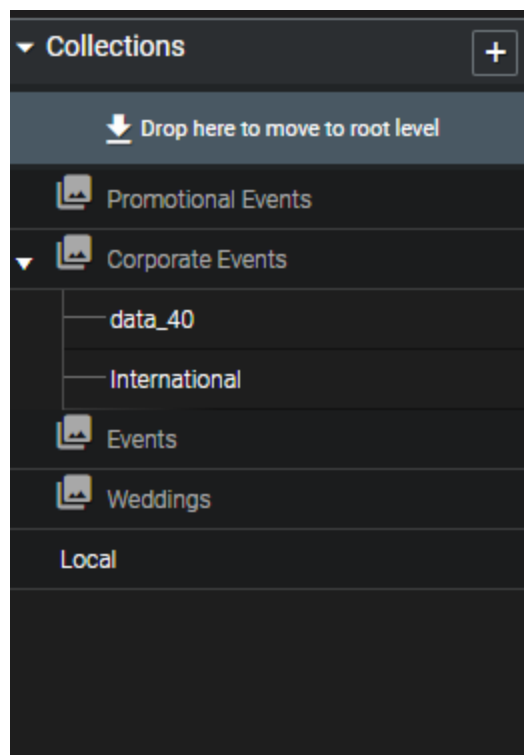 Collections
Drop here to move to root level
Promotional Events
Corporate Events
data_40
International
Events
Weddings
Local